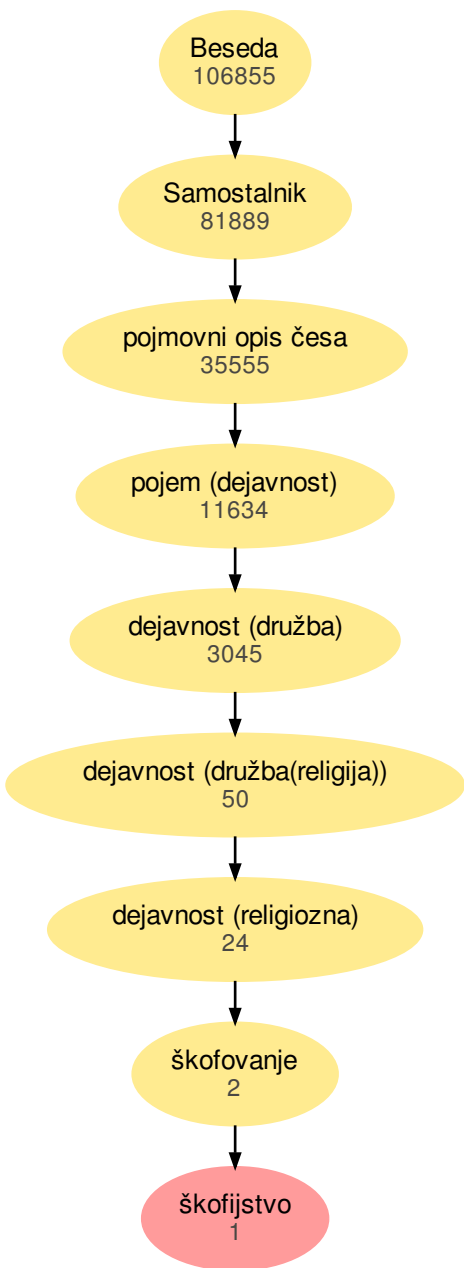 Beseda
106855
Samostalnik
81889
pojmovni opis česa
35555
pojem (dejavnost)
11634
dejavnost (družba)
3045
dejavnost (družba(religija))
50
dejavnost (religiozna)
24
škofovanje
2
škofijstvo
1